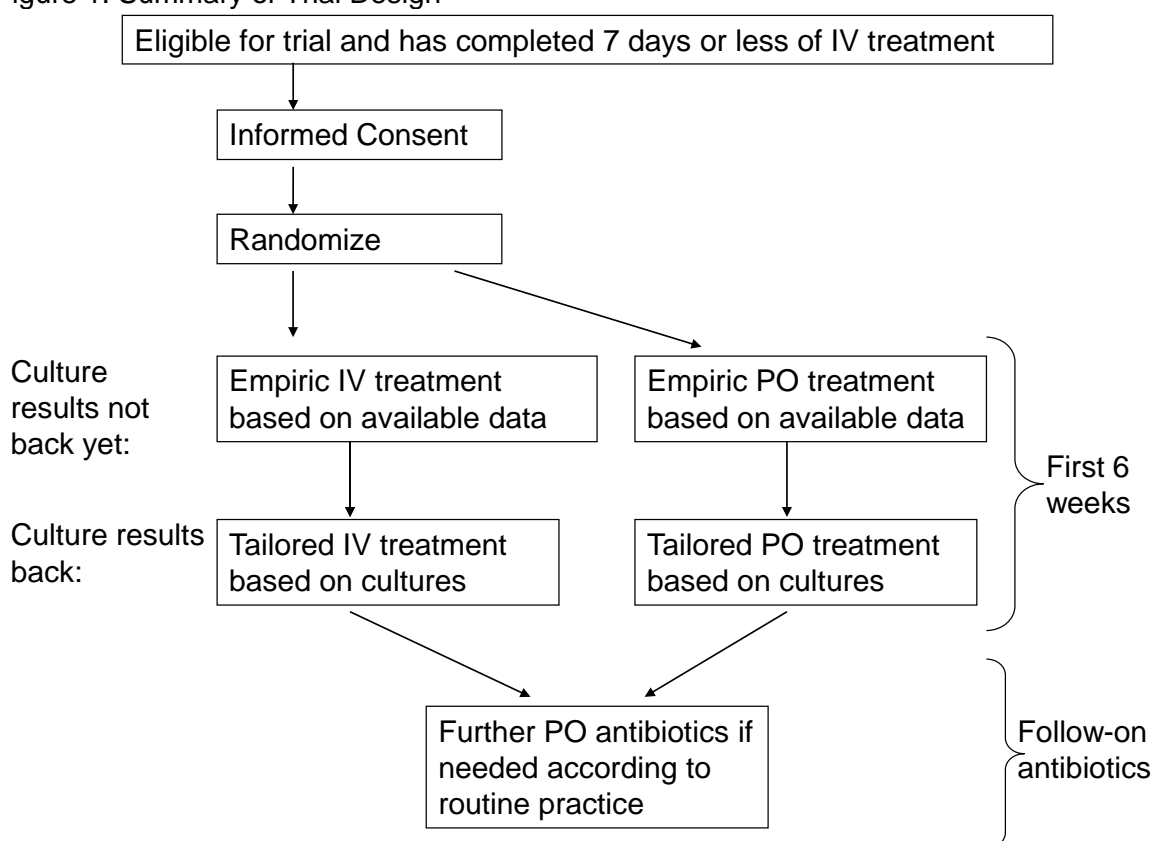 igure 1. Summary of Trial Design
Eligible for trial and has completed 7 days or less of IV treatment
Informed Consent
Randomize
Culture
results not
back yet:
Empiric IV treatment
based on available data
Empiric PO treatment
based on available data
First 6
weeks
Culture results
back:
Tailored IV treatment
based on cultures
Tailored PO treatment
based on cultures
Further PO antibiotics if
needed according to
routine practice
Follow-on
antibiotics